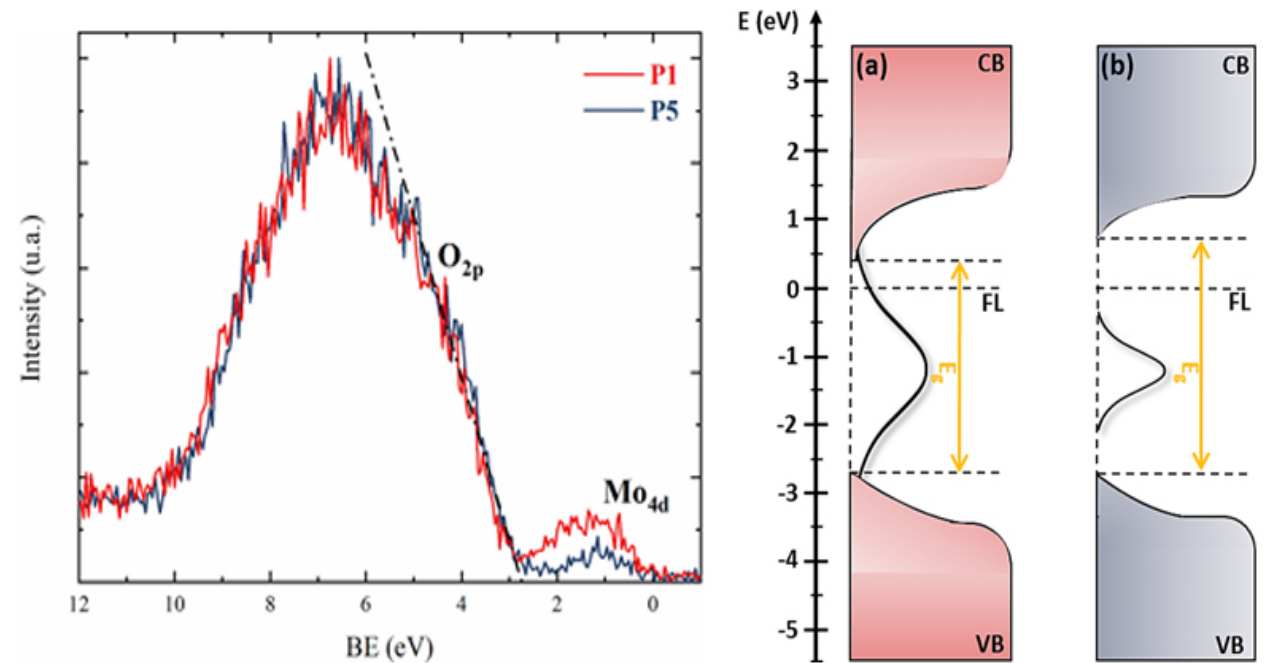 P1
P5
O2p
Mo4d
Intensity (u.a.)
12 10 8 6 4 2 0
BE (eV)
E (eV)
3
2
1
0
-1
-2
-3
-4
-5
(a)
CB
FL
Eg
VB
(b)
CB
FL
Eg
VB